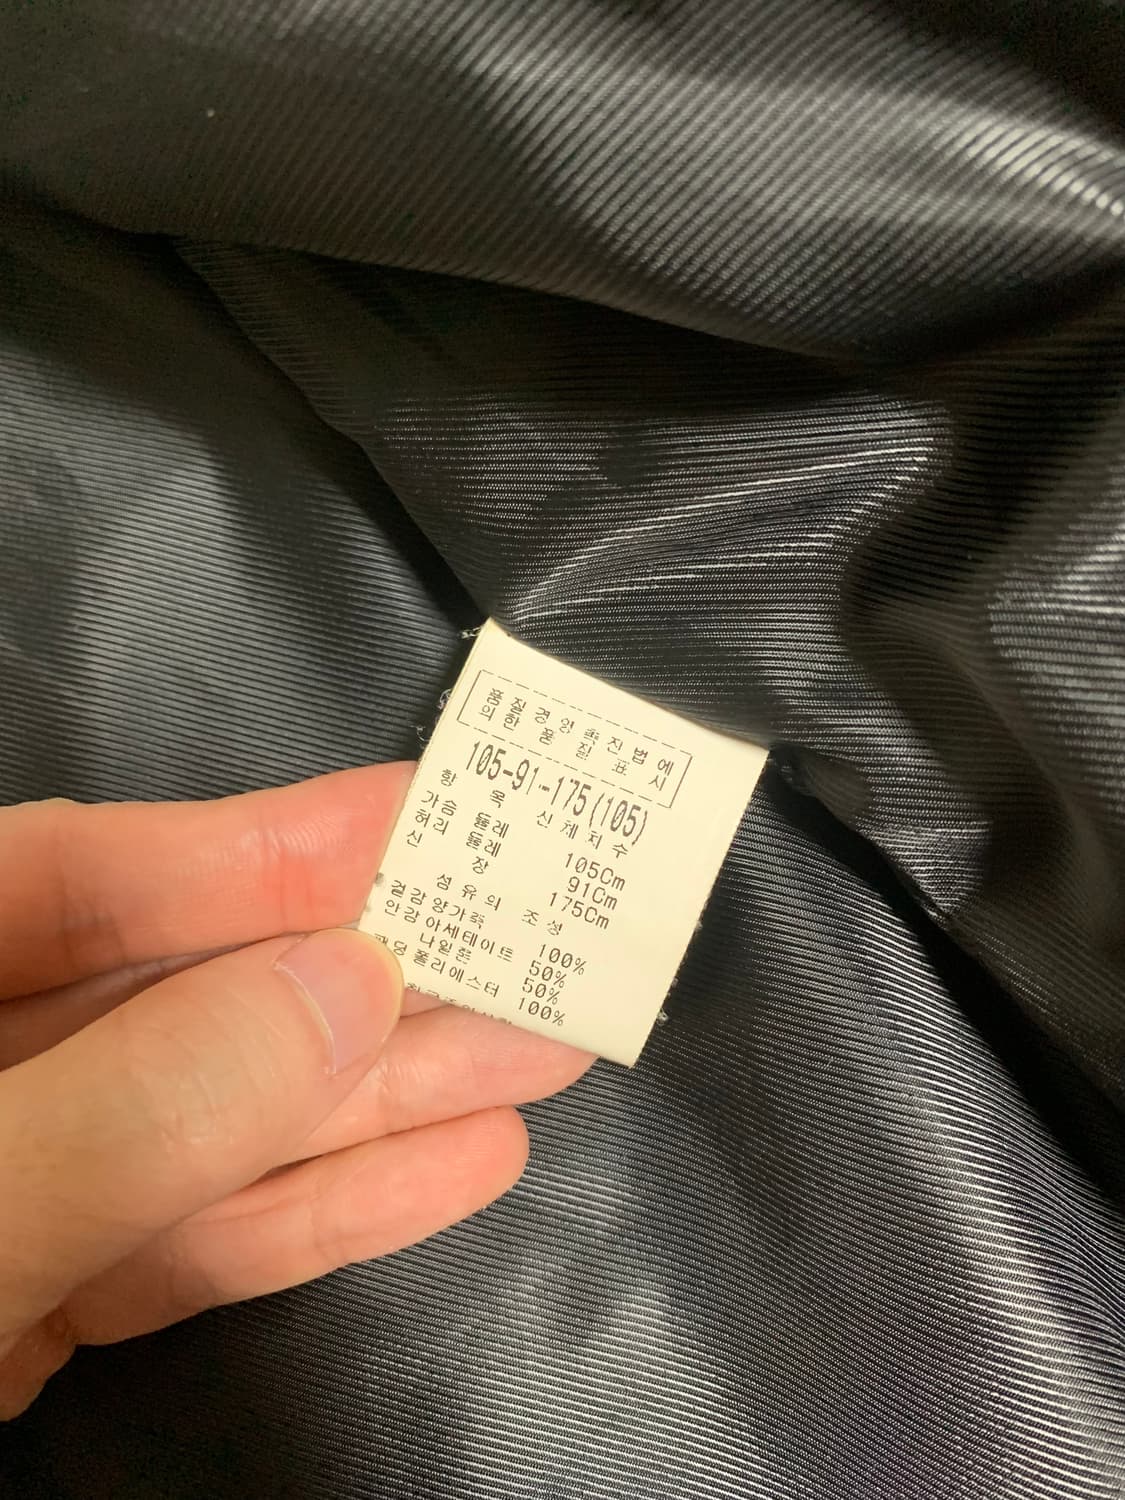 품질경영촉진법에
의한 품질표시
105-91-175(105)
항 목 신체치수
가슴 둘레 105Cm
허리 둘레 91Cm
신 장 175Cm
섬유의 조성
겉감 양가죽 100%
안감 아세테이트 50%
나일론 50%
패딩 폴리에스터 100%